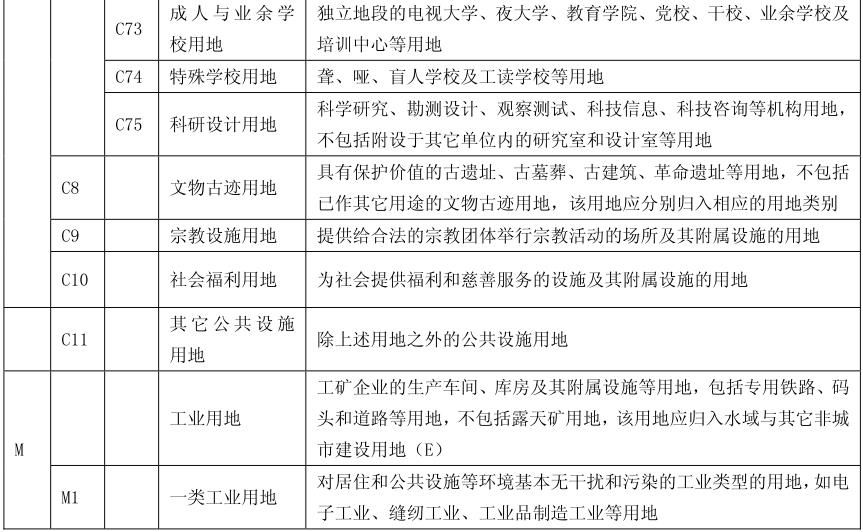 C73
成人与业余学
校用地
独立地段的电视大学、夜大学、教育学院、党校、干校、业余学校及
培训中心等用地
C74
特殊学校用地
聋、哑、盲人学校及工读学校等用地
C75
科研设计用地
科学研究、勘测设计、观察测试、科技信息、科技咨询等机构用地，
不包括附设于其它单位内的研究室和设计室等用地
C8
文物古迹用地
具有保护价值的古遗址、古墓葬、古建筑、革命遗址等用地，不包括
已作其它用途的文物古迹用地，该用地应分别归入相应的用地类别
C9
宗教设施用地
提供给合法的宗教团体举行宗教活动的场所及其附属设施的用地
C10
社会福利用地
为社会提供福利和慈善服务的设施及其附属设施的用地
C11
其它公共设施
用地
除上述用地之外的公共设施用地
M
工业用地
工矿企业的生产车间、库房及其附属设施等用地，包括专用铁路、码
头和道路等用地，不包括露天矿用地，该用地应归入水域与其它非城
市建设用地（E）
M1
一类工业用地
对居住和公共设施等环境基本无干扰和污染的工业类型的用地，如电
子工业、缝纫工业、工业品制造工业等用地